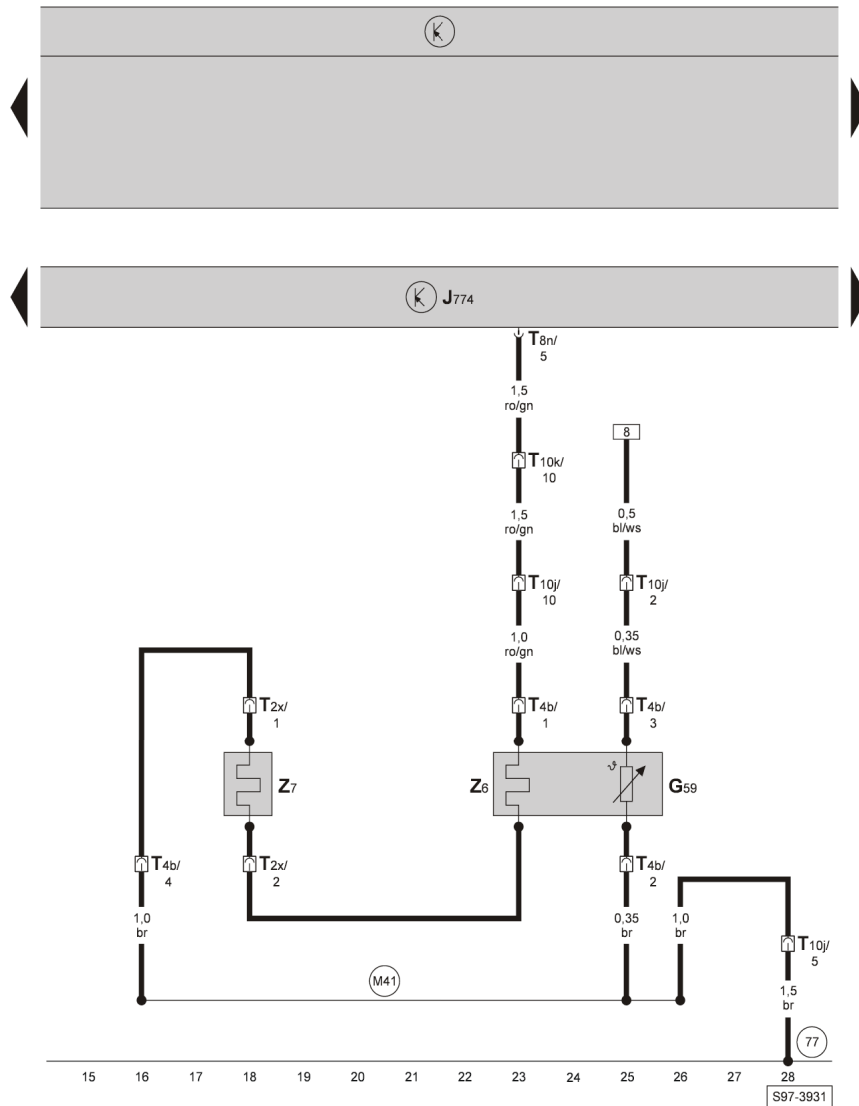 J774
T8n/
5
1,5
ro/gn
8
T10k/
10
1,5
ro/gn
0,5
bl/ws
T10j/
10
T10j/
2
1,0
ro/gn
0,35
bl/ws
T2x/
1
T4b/
1
T4b/
3
Z7
Z6
G59
T4b/
4
T2x/
2
T4b/
2
1,0
br
0,35
br
1,0
br
T10j/
5
M41
1,5
br
77
15 16 17 18 19 20 21 22 23 24 25 26 27 28
S97-3931